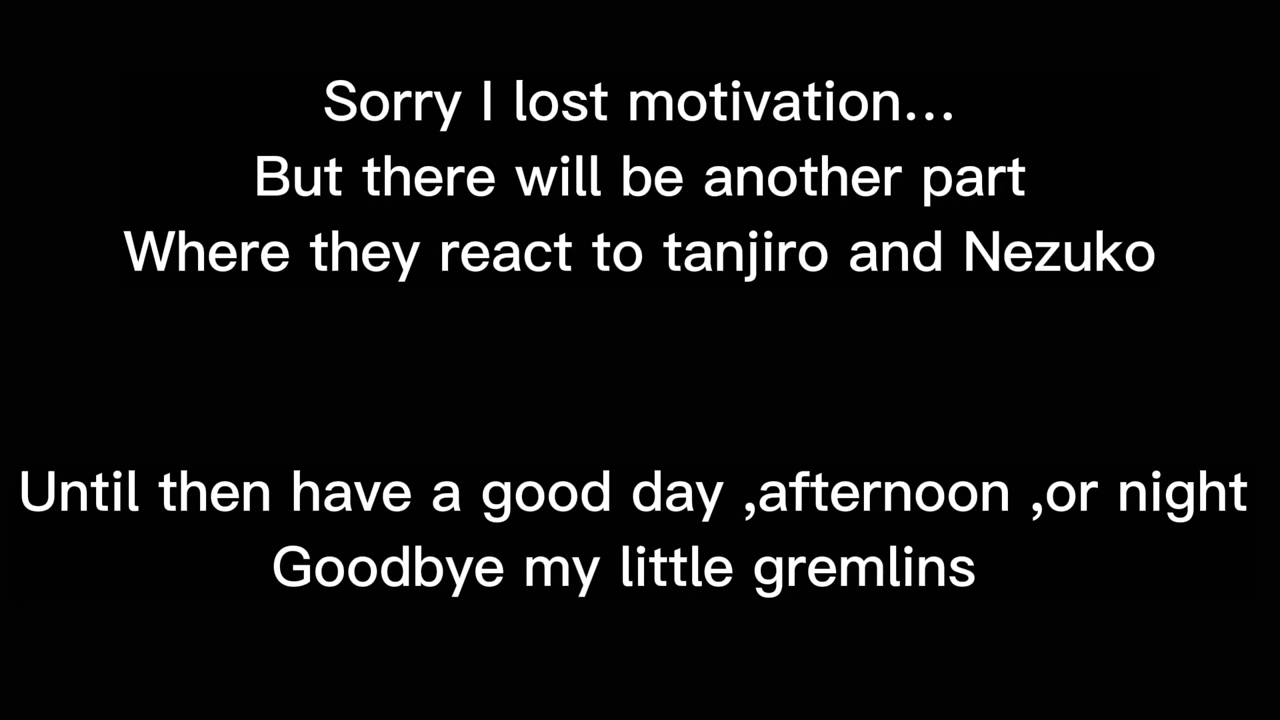 Sorry I lost motivation...
But there will be another part
Where they react to tanjiro and Nezuko
Until then have a good day ,afternoon ,or night
Goodbye my little gremlins